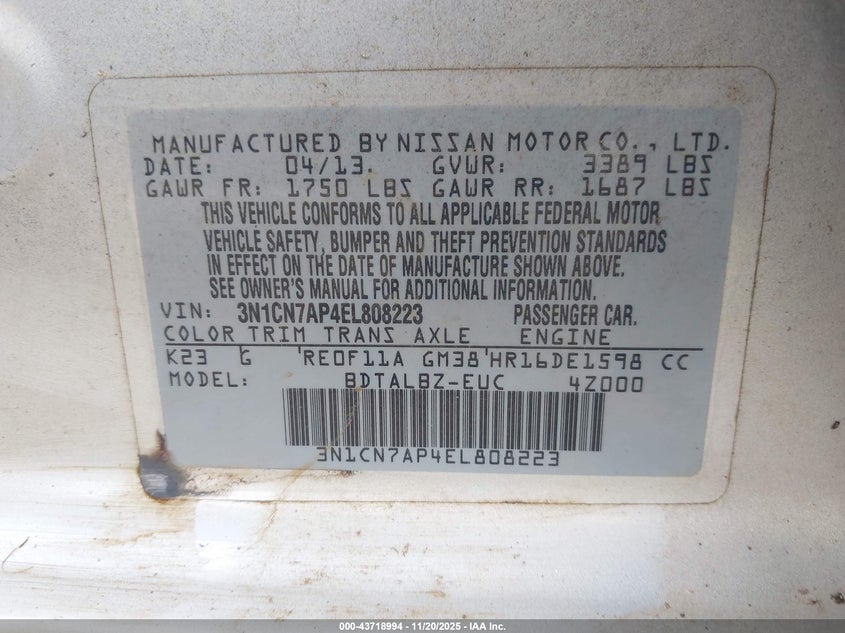 MANUFACTURED BY NISSAN MOTOR CO., LTD.
DATE: 04/13 GVWR: 3389 LBS
GAWR FR: 1750 LBS GAWR RR: 1687 LBS
THIS VEHICLE CONFORMS TO ALL APPLICABLE FEDERAL MOTOR
VEHICLE SAFETY, BUMPER AND THEFT PREVENTION STANDARDS
IN EFFECT ON THE DATE OF MANUFACTURE SHOWN ABOVE.
SEE OWNER'S MANUAL FOR ADDITIONAL INFORMATION.
VIN: 3N1CN7AP4EL808223 PASSENGER CAR.
COLOR TRIM TRANS AXLE ENGINE
K23 G RE0F11A GM38 HR16DE1598 CC
MODEL: BDTALBZ-EUC 4Z000
3N1CN7AP4EL808223
000-43718994 - 11/20/2025 - IAA Inc.